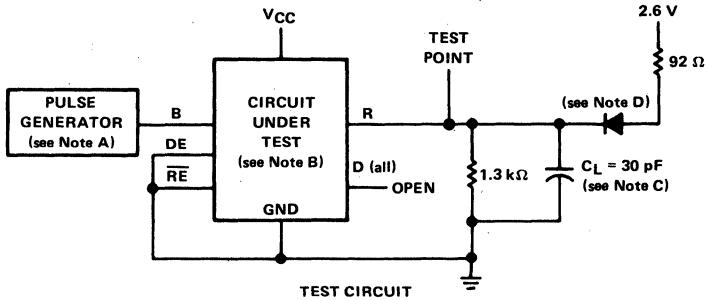 VCC
2.6 V
TEST
POINT
92 Ω
PULSE
GENERATOR
(see Note A)
B
CIRCUIT
UNDER
TEST
(see Note B)
R
(see Note D)
DE
RE
D (all)
OPEN
1.3 kΩ
CL = 30 pF
(see Note C)
GND
TEST CIRCUIT